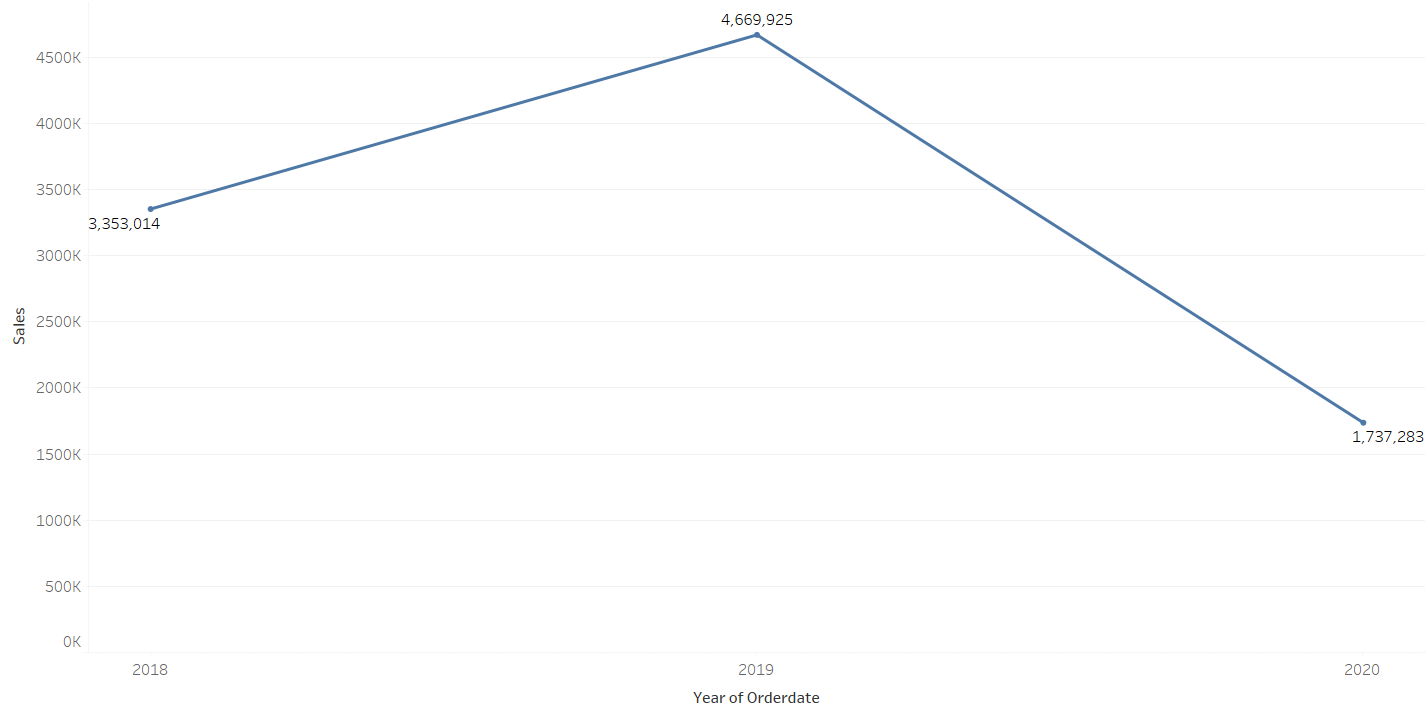 4,669,925
4500K
4000K
3500K
3,353,014
3000K
Sales
2500K
2000K
1,737,283
1500K
1000K
500K
0K
2018 2019 2020
Year of Orderdate